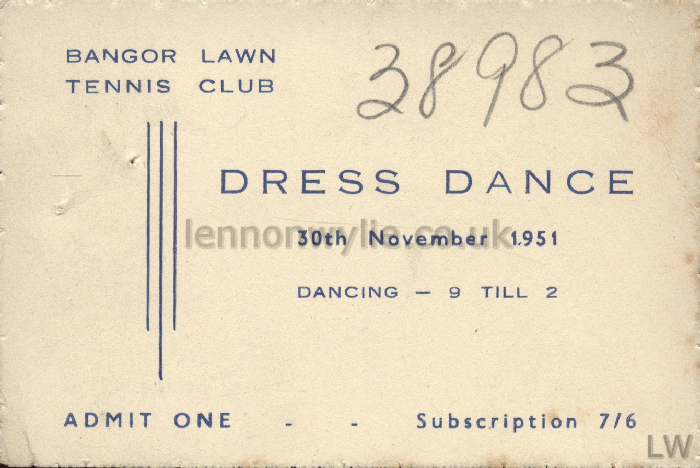 BANGOR LAWN
TENNIS CLUB
38983
DRESS DANCE
30th November 1951
lennonwylie.co.uk
DANCING — 9 TILL 2
ADMIT ONE - - Subscription 7/6
LW